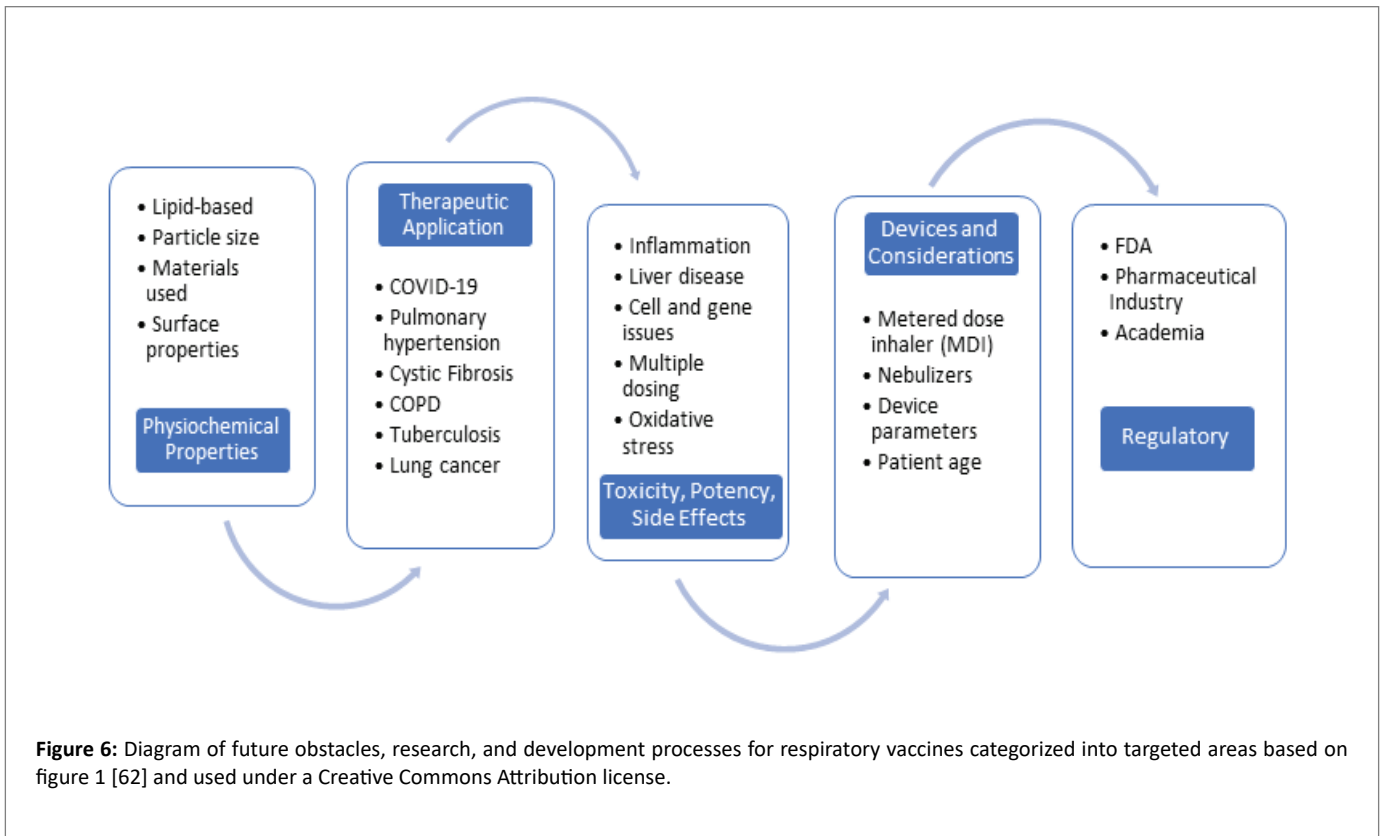 • Lipid-based
• Particle size
• Materials
used
• Surface
properties
Physiochemical
Properties
Therapeutic
Application
• COVID-19
• Pulmonary
hypertension
• Cystic Fibrosis
• COPD
• Tuberculosis
• Lung cancer
• Inflammation
• Liver disease
• Cell and gene
issues
• Multiple
dosing
• Oxidative
stress
Toxicity, Potency,
Side Effects
Devices and
Considerations
• Metered dose
inhaler (MDI)
• Nebulizers
• Device
parameters
• Patient age
• FDA
• Pharmaceutical
Industry
• Academia
Regulatory
Figure 6: Diagram of future obstacles, research, and development processes for respiratory vaccines categorized into targeted areas based on
figure 1 [62] and used under a Creative Commons Attribution license.